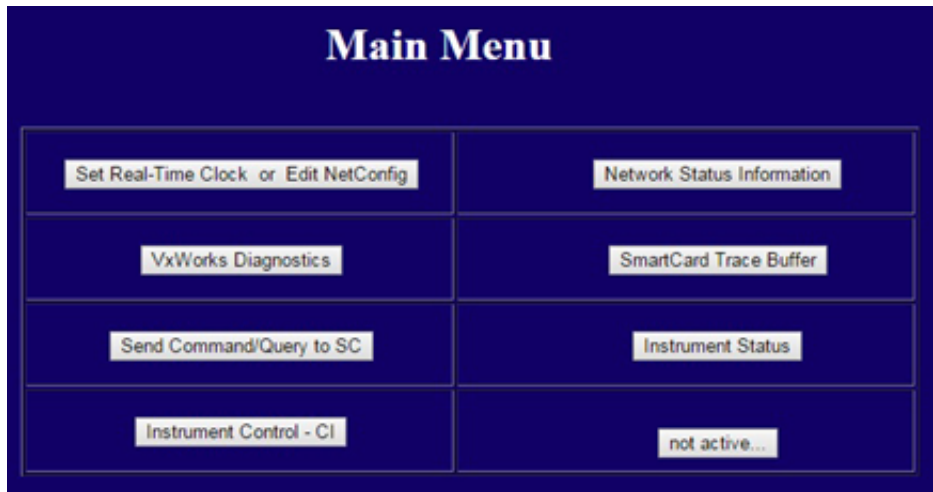 Main Menu
Set Real-Time Clock or Edit NetConfig
Network Status Information
VxWorks Diagnostics
SmartCard Trace Buffer
Send Command/Query to SC
Instrument Status
Instrument Control - CI
not active...